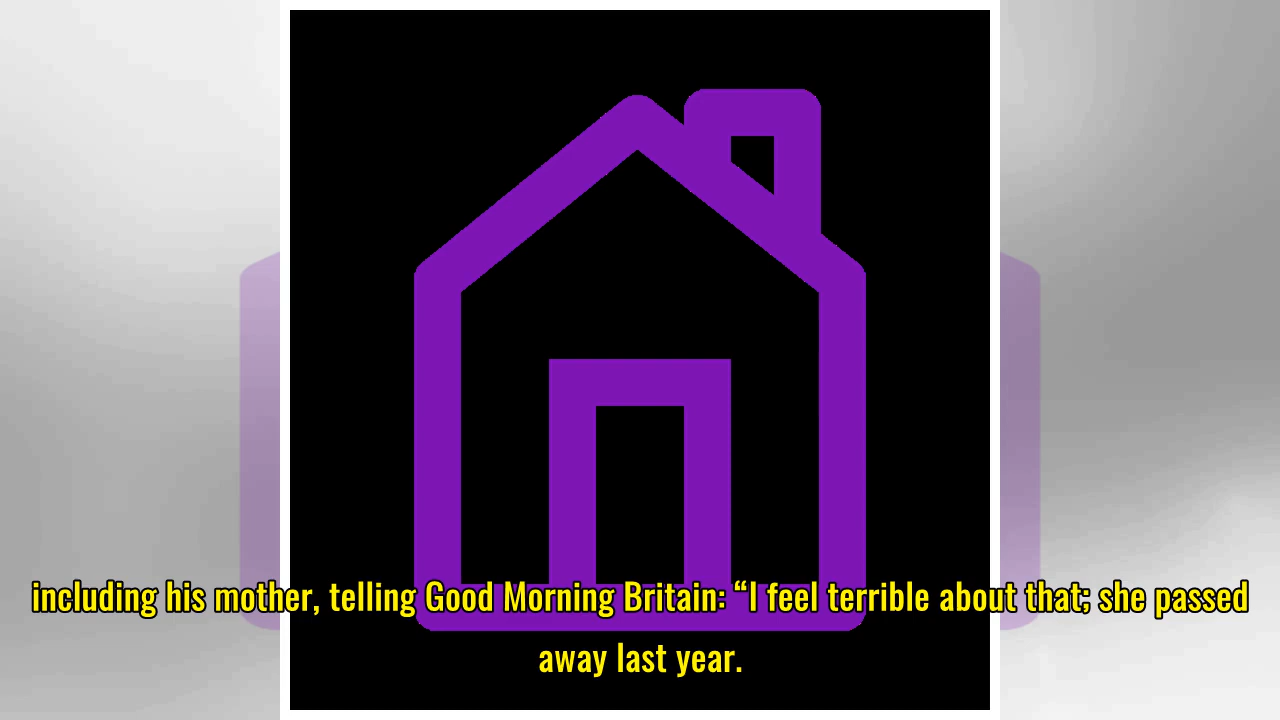 including his mother, telling Good Morning Britain: “I feel terrible about that; she passed
away last year.